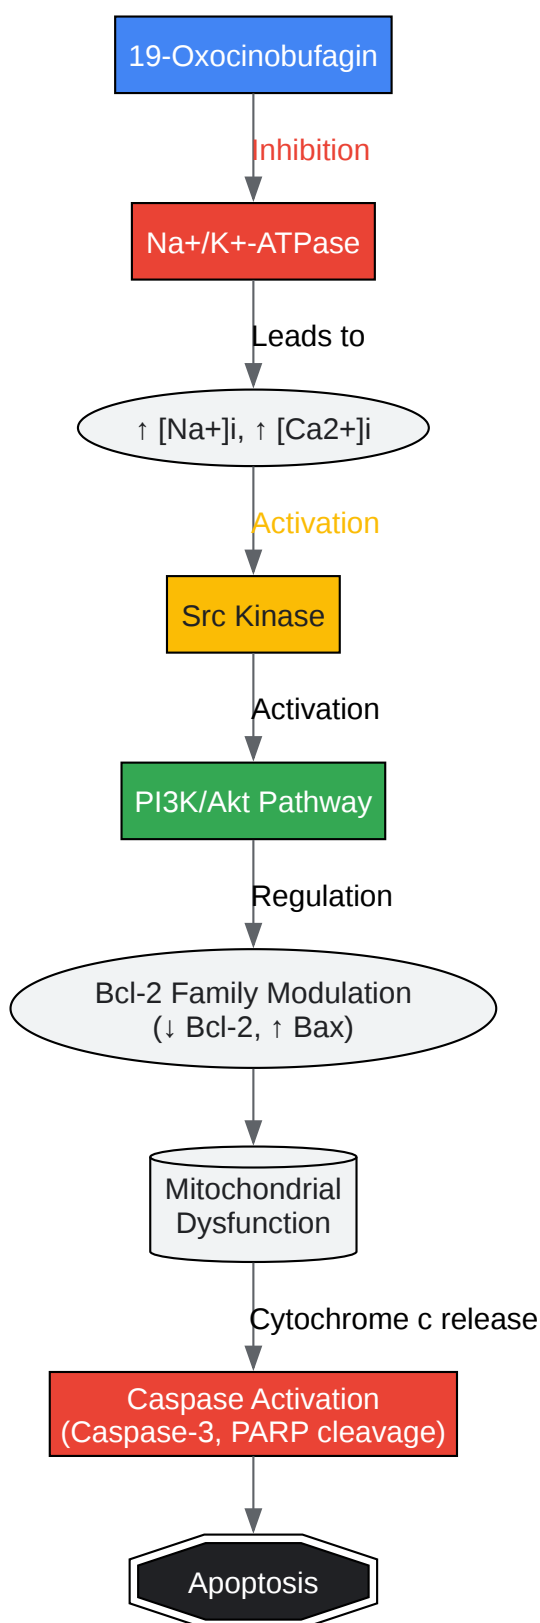 19-Oxocinobufagin
Inhibition
Na+/K+-ATPase
Leads to
↑ [Na+]i, ↑ [Ca2+]i
Activation
Src Kinase
Activation
PI3K/Akt Pathway
Regulation
Bcl-2 Family Modulation
(↓ Bcl-2, ↑ Bax)
Mitochondrial
Dysfunction
Cytochrome c release
Caspase Activation
(Caspase-3, PARP cleavage)
Apoptosis